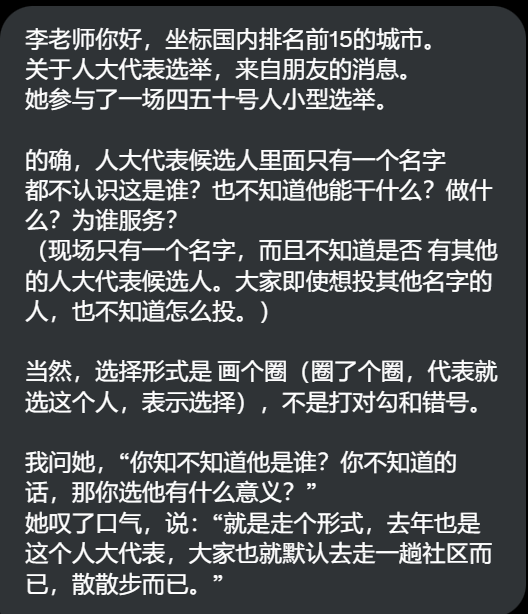 李老师你好，坐标国内排名前15的城市。
关于人大代表选举，来自朋友的消息。
她参与了一场四五十号人小型选举。
的确，人大代表候选人里面只有一个名字
都不认识这是谁？也不知道他能干什么？做什
么？为谁服务？
（现场只有一个名字，而且不知道是否 有其他
的人大代表候选人。大家即使想投其他名字的
人，也不知道怎么投。）
当然，选择形式是 画个圈（圈了个圈，代表就
选这个人，表示选择），不是打对勾和错号。
我问她，“你知不知道他是谁？你不知道的
话，那你选他有什么意义？”
她叹了口气，说：“就是走个形式，去年也是
这个人大代表，大家也就默认去走一趟社区而
已，散散步而已。”